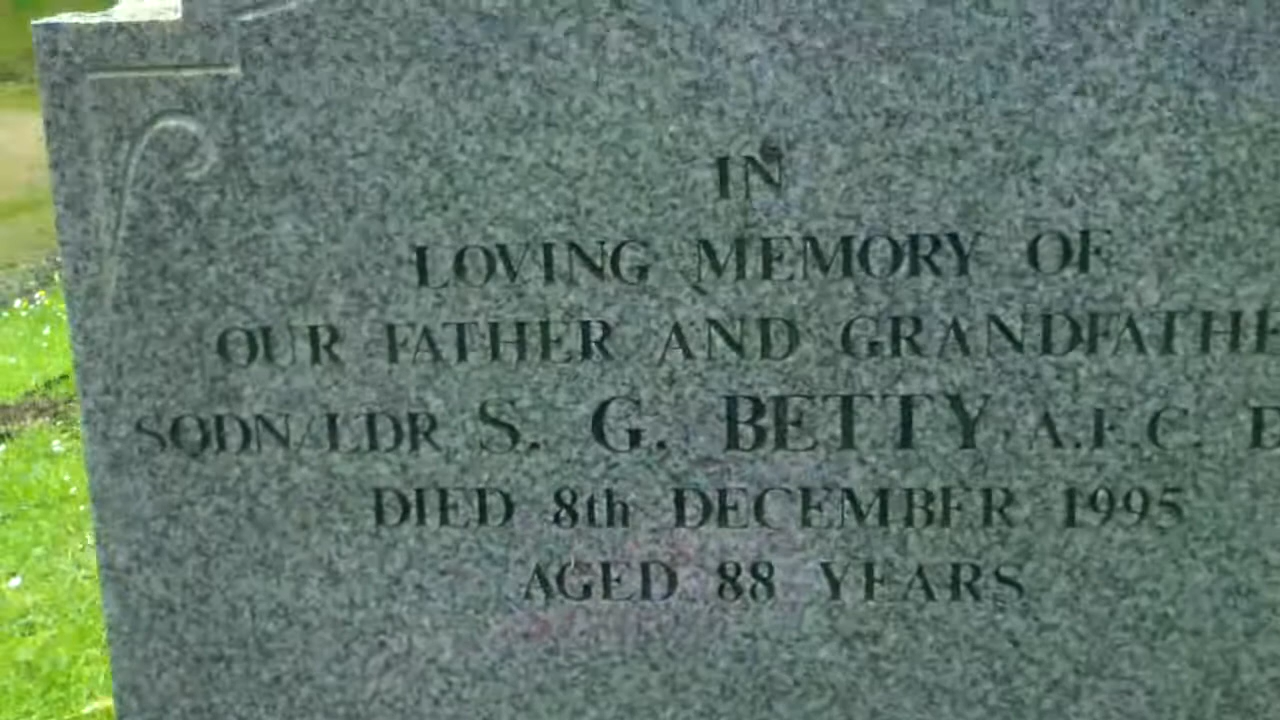 IN
LOVING MEMORY OF
OUR FATHER AND GRANDFATHE
SQDN/LDR S. G. BETTY A.F.C.
DIED 8th DECEMBER 1995
AGED 88 YEARS